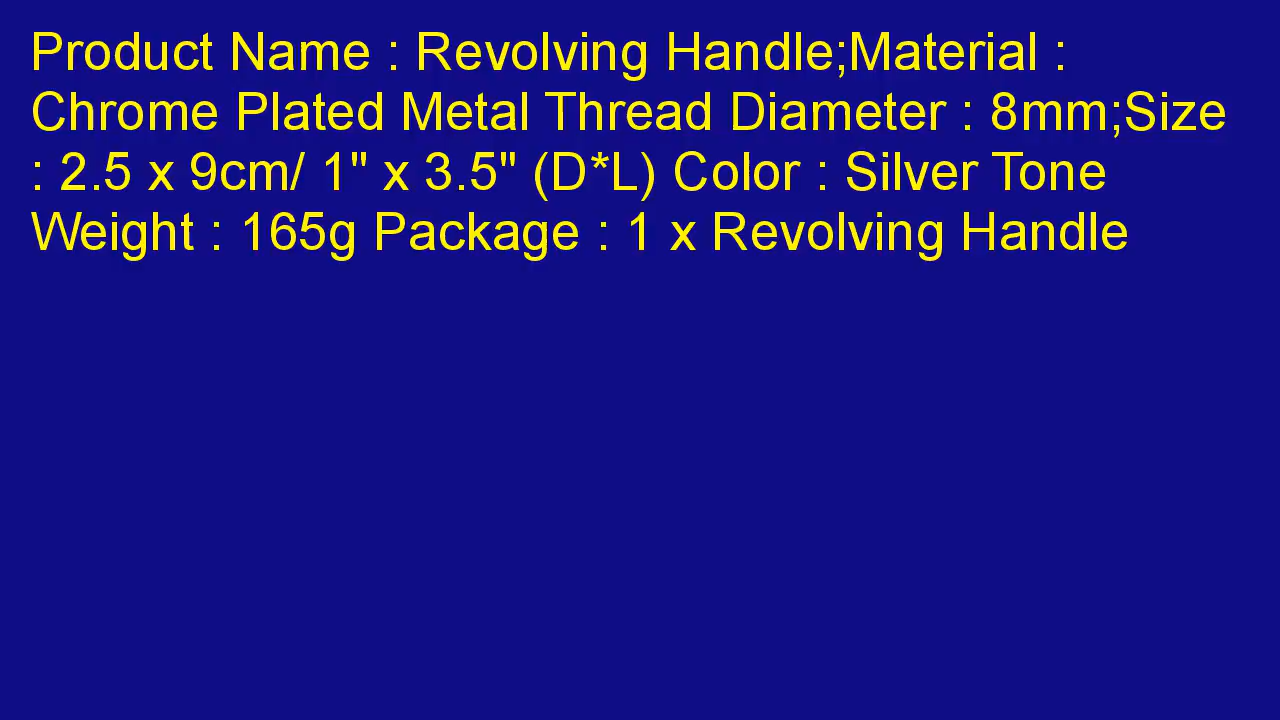 Product Name : Revolving Handle;Material :
Chrome Plated Metal Thread Diameter : 8mm;Size
: 2.5 x 9cm/ 1" x 3.5" (D*L) Color : Silver Tone
Weight : 165g Package : 1 x Revolving Handle